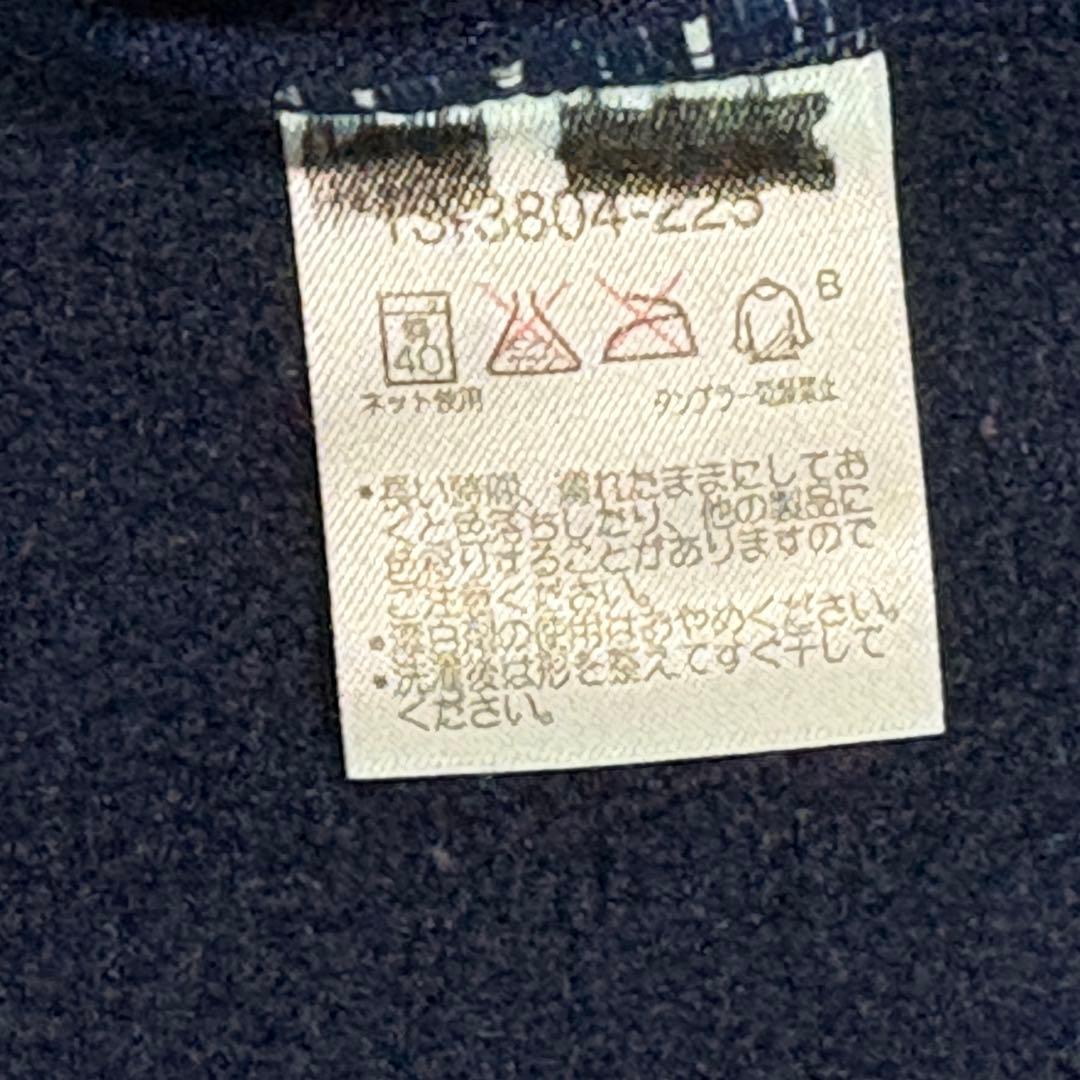 13-3804-225
40
B
ネット使用
タンブラー乾燥禁止
•長い時間、濡れたままにしてお
くと色落ちしたり、他の製品に
色移りすることがありますので
ご注意ください。
•漂白剤の使用はおやめください。
•洗濯後は形を整えてすぐ干して
ください。